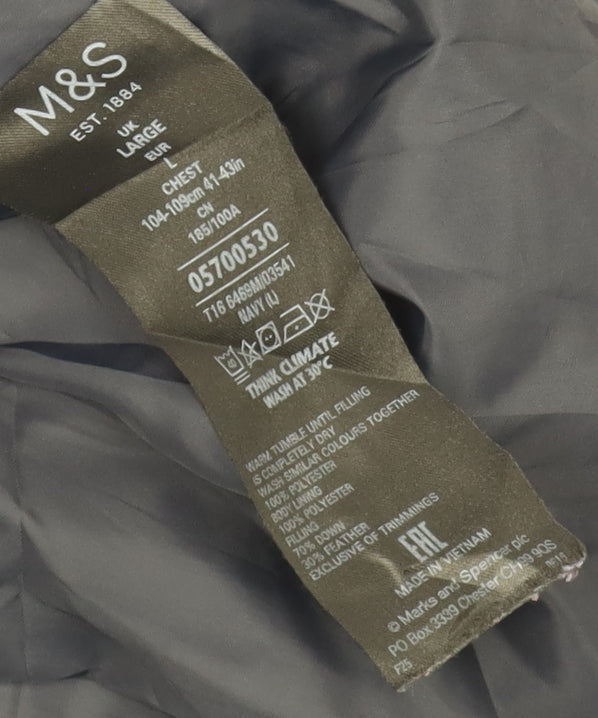 M&S
EST. 1884
UK
LARGE
EUR
L
CHEST
104-109cm 41-43in
CN
185/100A
05700530
T16 6469M/03541
NAVY (L)
40
THINK CLIMATE
WASH AT 30°C
WARM TUMBLE UNTIL FILLING
IS COMPLETELY DRY
WASH SIMILAR COLOURS TOGETHER
100% POLYESTER
BODY LINING
100% POLYESTER
FILLING
70% DOWN
30% FEATHER
EXCLUSIVE OF TRIMMINGS
EAC
MADE IN VIETNAM
© Marks and Spencer plc
PO Box 3339 Chester CH99 9QS
F25